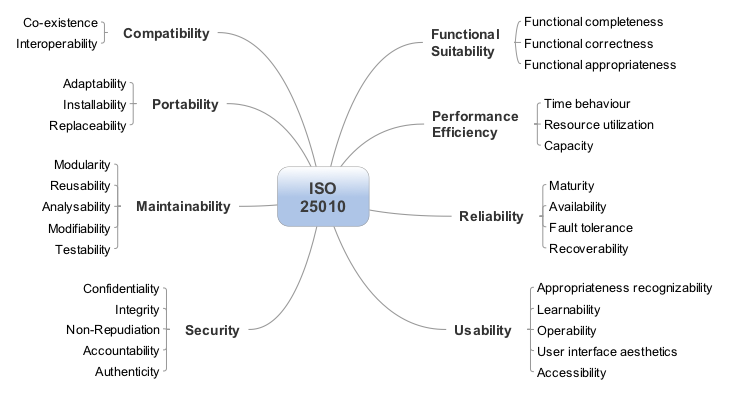 Co-existence
Interoperability
Compatibility
Adaptability
Installability
Replaceability
Portability
Modularity
Reusability
Analysability
Modifiability
Testability
Maintainability
Confidentiality
Integrity
Non-Repudiation
Accountability
Authenticity
Security
ISO
25010
Functional
Suitability
Functional completeness
Functional correctness
Functional appropriateness
Performance
Efficiency
Time behaviour
Resource utilization
Capacity
Reliability
Maturity
Availability
Fault tolerance
Recoverability
Usability
Appropriateness recognizability
Learnability
Operability
User interface aesthetics
Accessibility